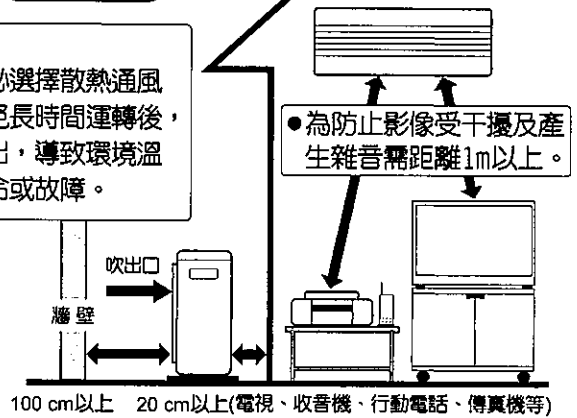 選擇散熱通風
長時間運轉後，
出，導致環境溫
命或故障。
●為防止影像受干擾及產
生雜音需距離1m以上。
吹出口
牆壁
100 cm以上 20 cm以上(電視、收音機、行動電話、傳真機等)